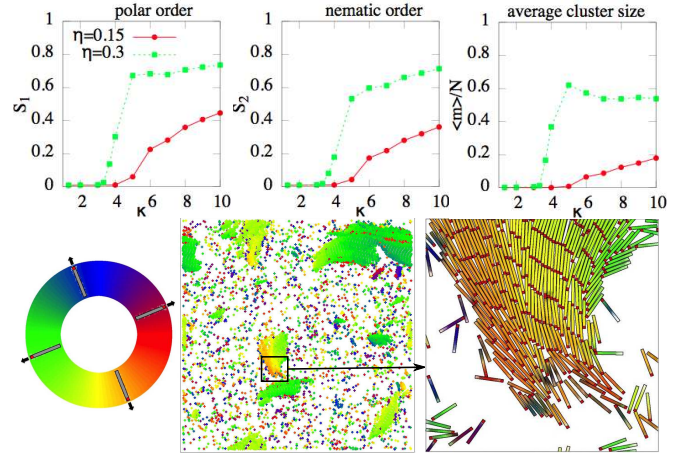 polar order
nematic order
average cluster size
1
0.8
0.6
0.4
0.2
0
S1
η=0.15
η=0.3
2 4 6 8 10
κ
1
0.8
0.6
0.4
0.2
0
S2
2 4 6 8 10
κ
1
0.8
0.6
0.4
0.2
0
<m>/N
2 4 6 8 10
κ